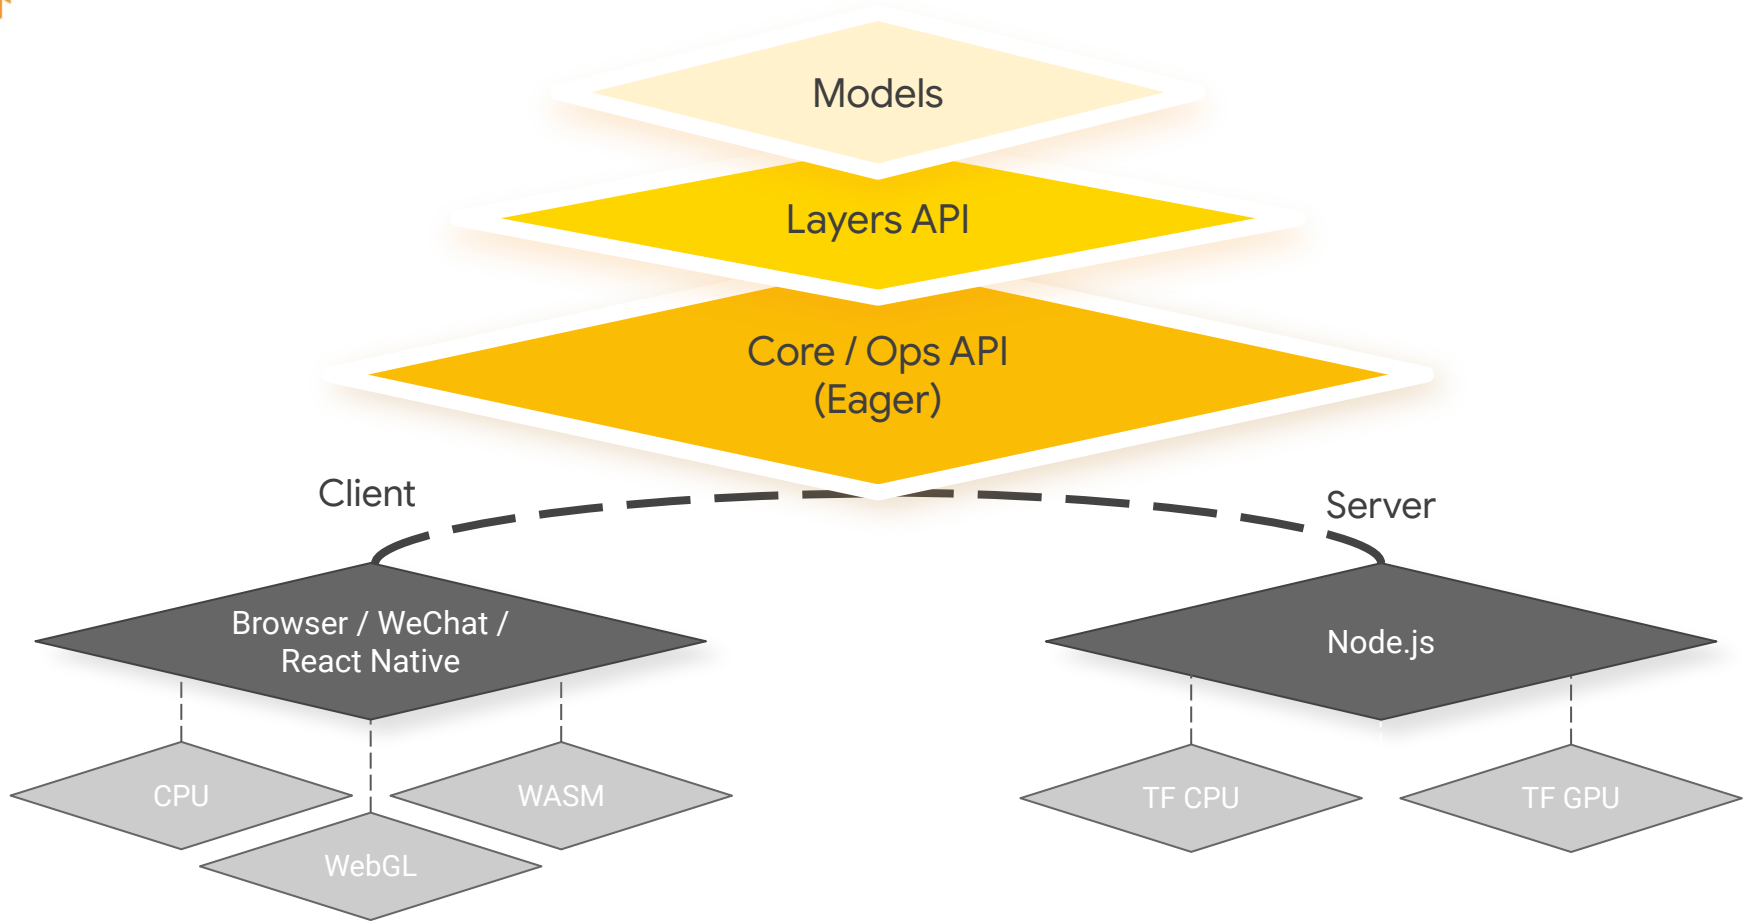 Models
Layers API
Core / Ops API
(Eager)
Client
Server
Browser / WeChat /
React Native
Node.js
CPU
WASM
WebGL
TF CPU
TF GPU